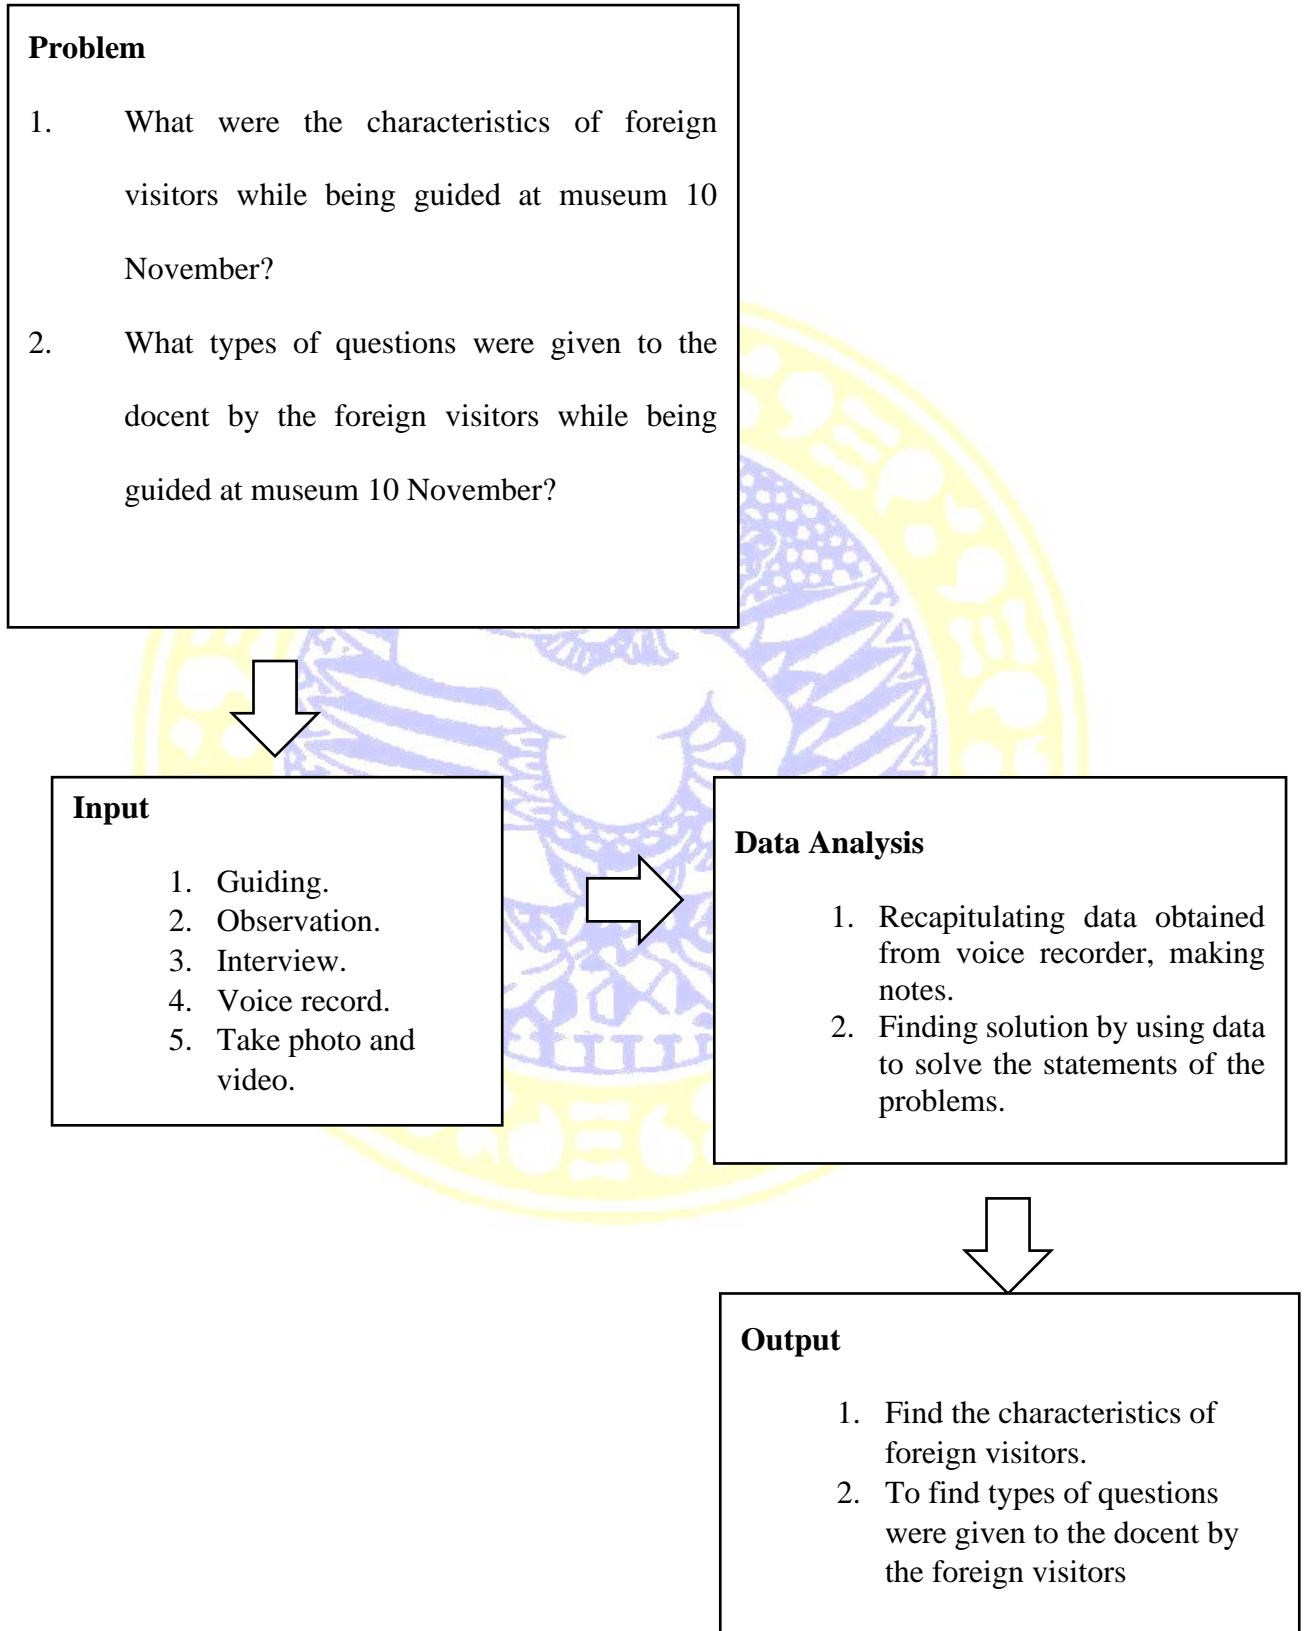 Problem
1. What were the characteristics of foreign
visitors while being guided at museum 10
November?
2. What types of questions were given to the
docent by the foreign visitors while being
guided at museum 10 November?
Input
1. Guiding.
2. Observation.
3. Interview.
4. Voice record.
5. Take photo and
video.
Data Analysis
1. Recapitulating data obtained
from voice recorder, making
notes.
2. Finding solution by using data
to solve the statements of the
problems.
Output
1. Find the characteristics of
foreign visitors.
2. To find types of questions
were given to the docent by
the foreign visitors